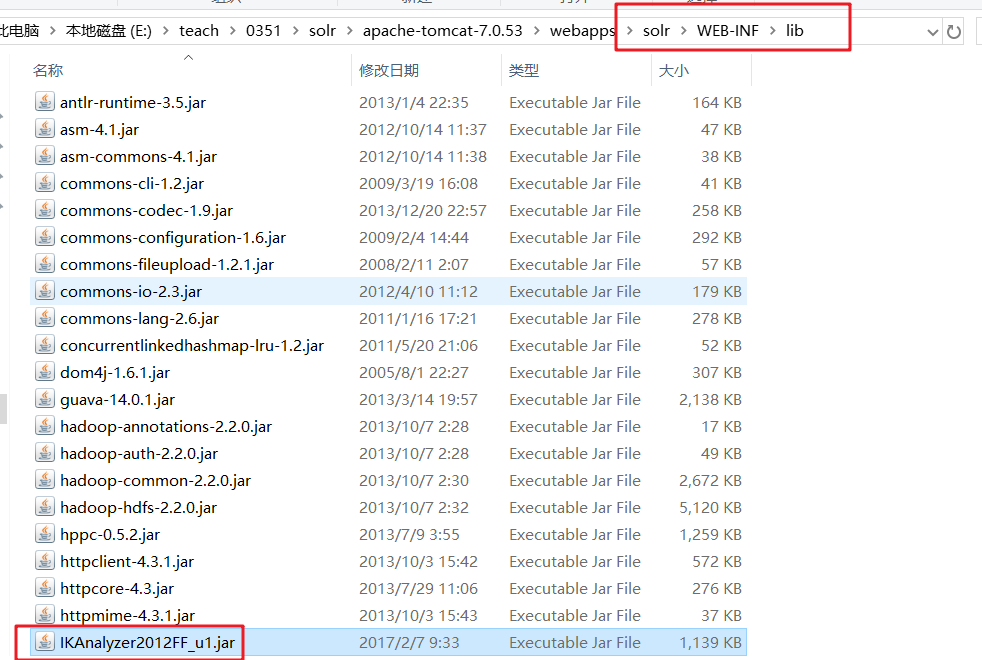 此电脑 > 本地磁盘 (E:) > teach > 0351 > solr > apache-tomcat-7.0.53 > webapps > solr > WEB-INF > lib
名称 修改日期 类型 大小
antlr-runtime-3.5.jar 2013/1/4 22:35 Executable Jar File 164 KB
asm-4.1.jar 2012/10/14 11:37 Executable Jar File 47 KB
asm-commons-4.1.jar 2012/10/14 11:38 Executable Jar File 38 KB
commons-cli-1.2.jar 2009/3/19 16:08 Executable Jar File 41 KB
commons-codec-1.9.jar 2013/12/20 22:57 Executable Jar File 258 KB
commons-configuration-1.6.jar 2009/2/4 14:44 Executable Jar File 292 KB
commons-fileupload-1.2.1.jar 2008/2/11 2:07 Executable Jar File 57 KB
commons-io-2.3.jar 2012/4/10 11:12 Executable Jar File 179 KB
commons-lang-2.6.jar 2011/1/16 17:21 Executable Jar File 278 KB
concurrentlinkedhashmap-lru-1.2.jar 2011/5/20 21:06 Executable Jar File 52 KB
dom4j-1.6.1.jar 2005/8/1 22:27 Executable Jar File 307 KB
guava-14.0.1.jar 2013/3/14 19:57 Executable Jar File 2,138 KB
hadoop-annotations-2.2.0.jar 2013/10/7 2:28 Executable Jar File 17 KB
hadoop-auth-2.2.0.jar 2013/10/7 2:28 Executable Jar File 49 KB
hadoop-common-2.2.0.jar 2013/10/7 2:30 Executable Jar File 2,672 KB
hadoop-hdfs-2.2.0.jar 2013/10/7 2:32 Executable Jar File 5,120 KB
hppc-0.5.2.jar 2013/7/9 3:55 Executable Jar File 1,259 KB
httpclient-4.3.1.jar 2013/10/3 15:42 Executable Jar File 572 KB
httpcore-4.3.jar 2013/7/29 11:06 Executable Jar File 276 KB
httpmime-4.3.1.jar 2013/10/3 15:43 Executable Jar File 37 KB
IKAnalyzer2012FF_u1.jar 2017/2/7 9:33 Executable Jar File 1,139 KB